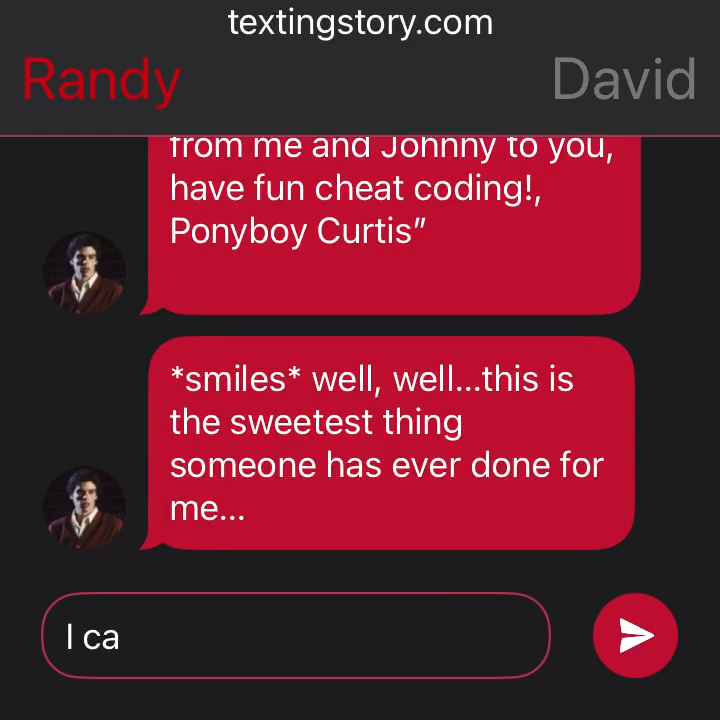 textingstory.com
Randy
David
from me and Johnny to you,
have fun cheat coding!,
Ponyboy Curtis”
*smiles* well, well...this is
the sweetest thing
someone has ever done for
me...
I ca